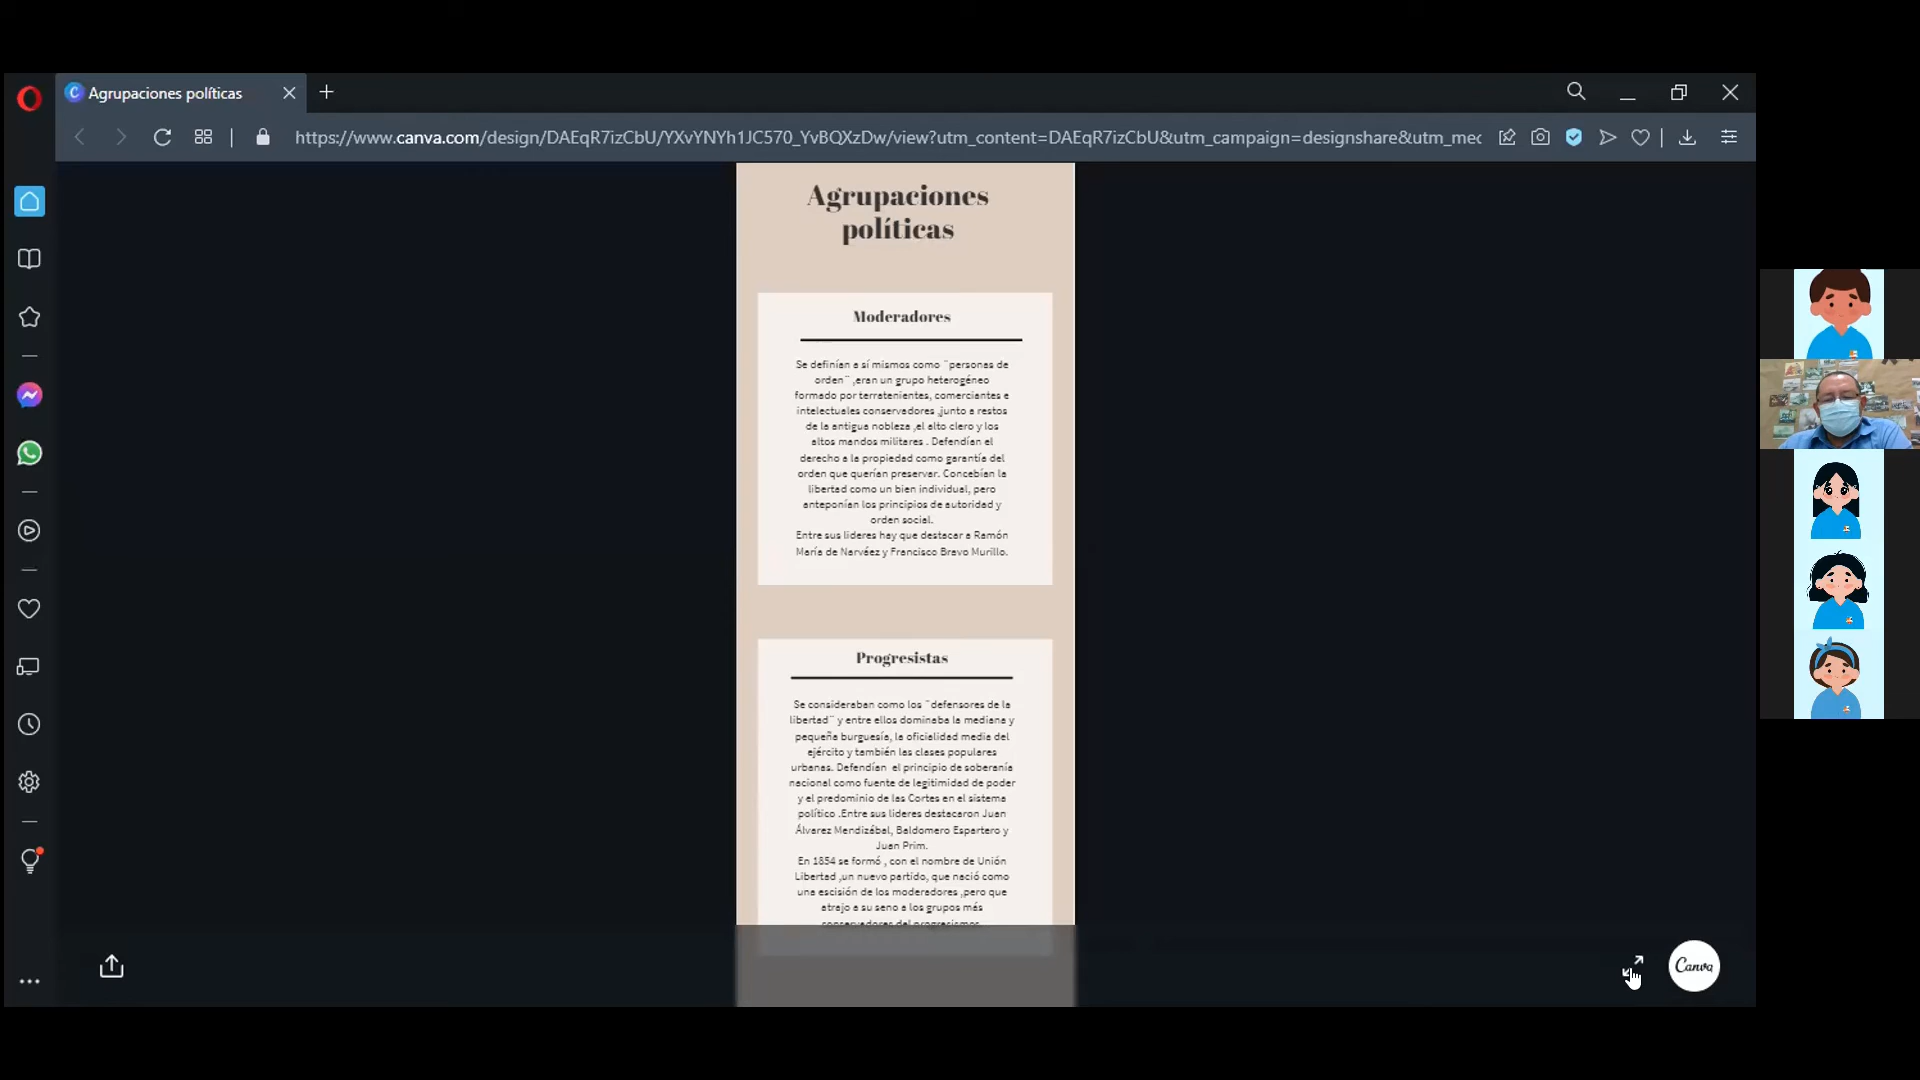 Agrupaciones políticas
https://www.canva.com/design/DAEqR7izCbU/YXvYNYh1JC570_YvBQXzDw/view?utm_content=DAEqR7izCbU&utm_campaign=designshare&utm_mec
Agrupaciones
políticas
Moderadores
Se definían a sí mismos como ¨personas de
orden¨ ,eran un grupo heterogéneo
formado por terratenientes, comerciantes e
intelectuales conservadores ,junto a restos
de la antigua nobleza ,el alto clero y los
altos mandos militares . Defendían el
derecho a la propiedad como garantía del
orden que querían preservar. Concebían la
libertad como un bien individual, pero
anteponían los principios de autoridad y
orden social.
Entre sus lideres hay que destacar a Ramón
María de Narváez y Francisco Bravo Murillo.
Progresistas
Se consideraban como los ¨defensores de la
libertad¨ y entre ellos dominaba la mediana y
pequeña burguesía, la oficialidad media del
ejército y también las clases populares
urbanas. Defendían el principio de soberanía
nacional como fuente de legitimidad de poder
y el predominio de las Cortes en el sistema
político .Entre sus lideres destacaron Juan
Álvarez Mendizábal, Baldomero Espartero y
Juan Prim.
En 1854 se formó , con el nombre de Unión
Libertad ,un nuevo partido, que nació como
una escisión de los moderadores ,pero que
atrajo a su seno a los grupos más
conservadores del progresismos.
Canva